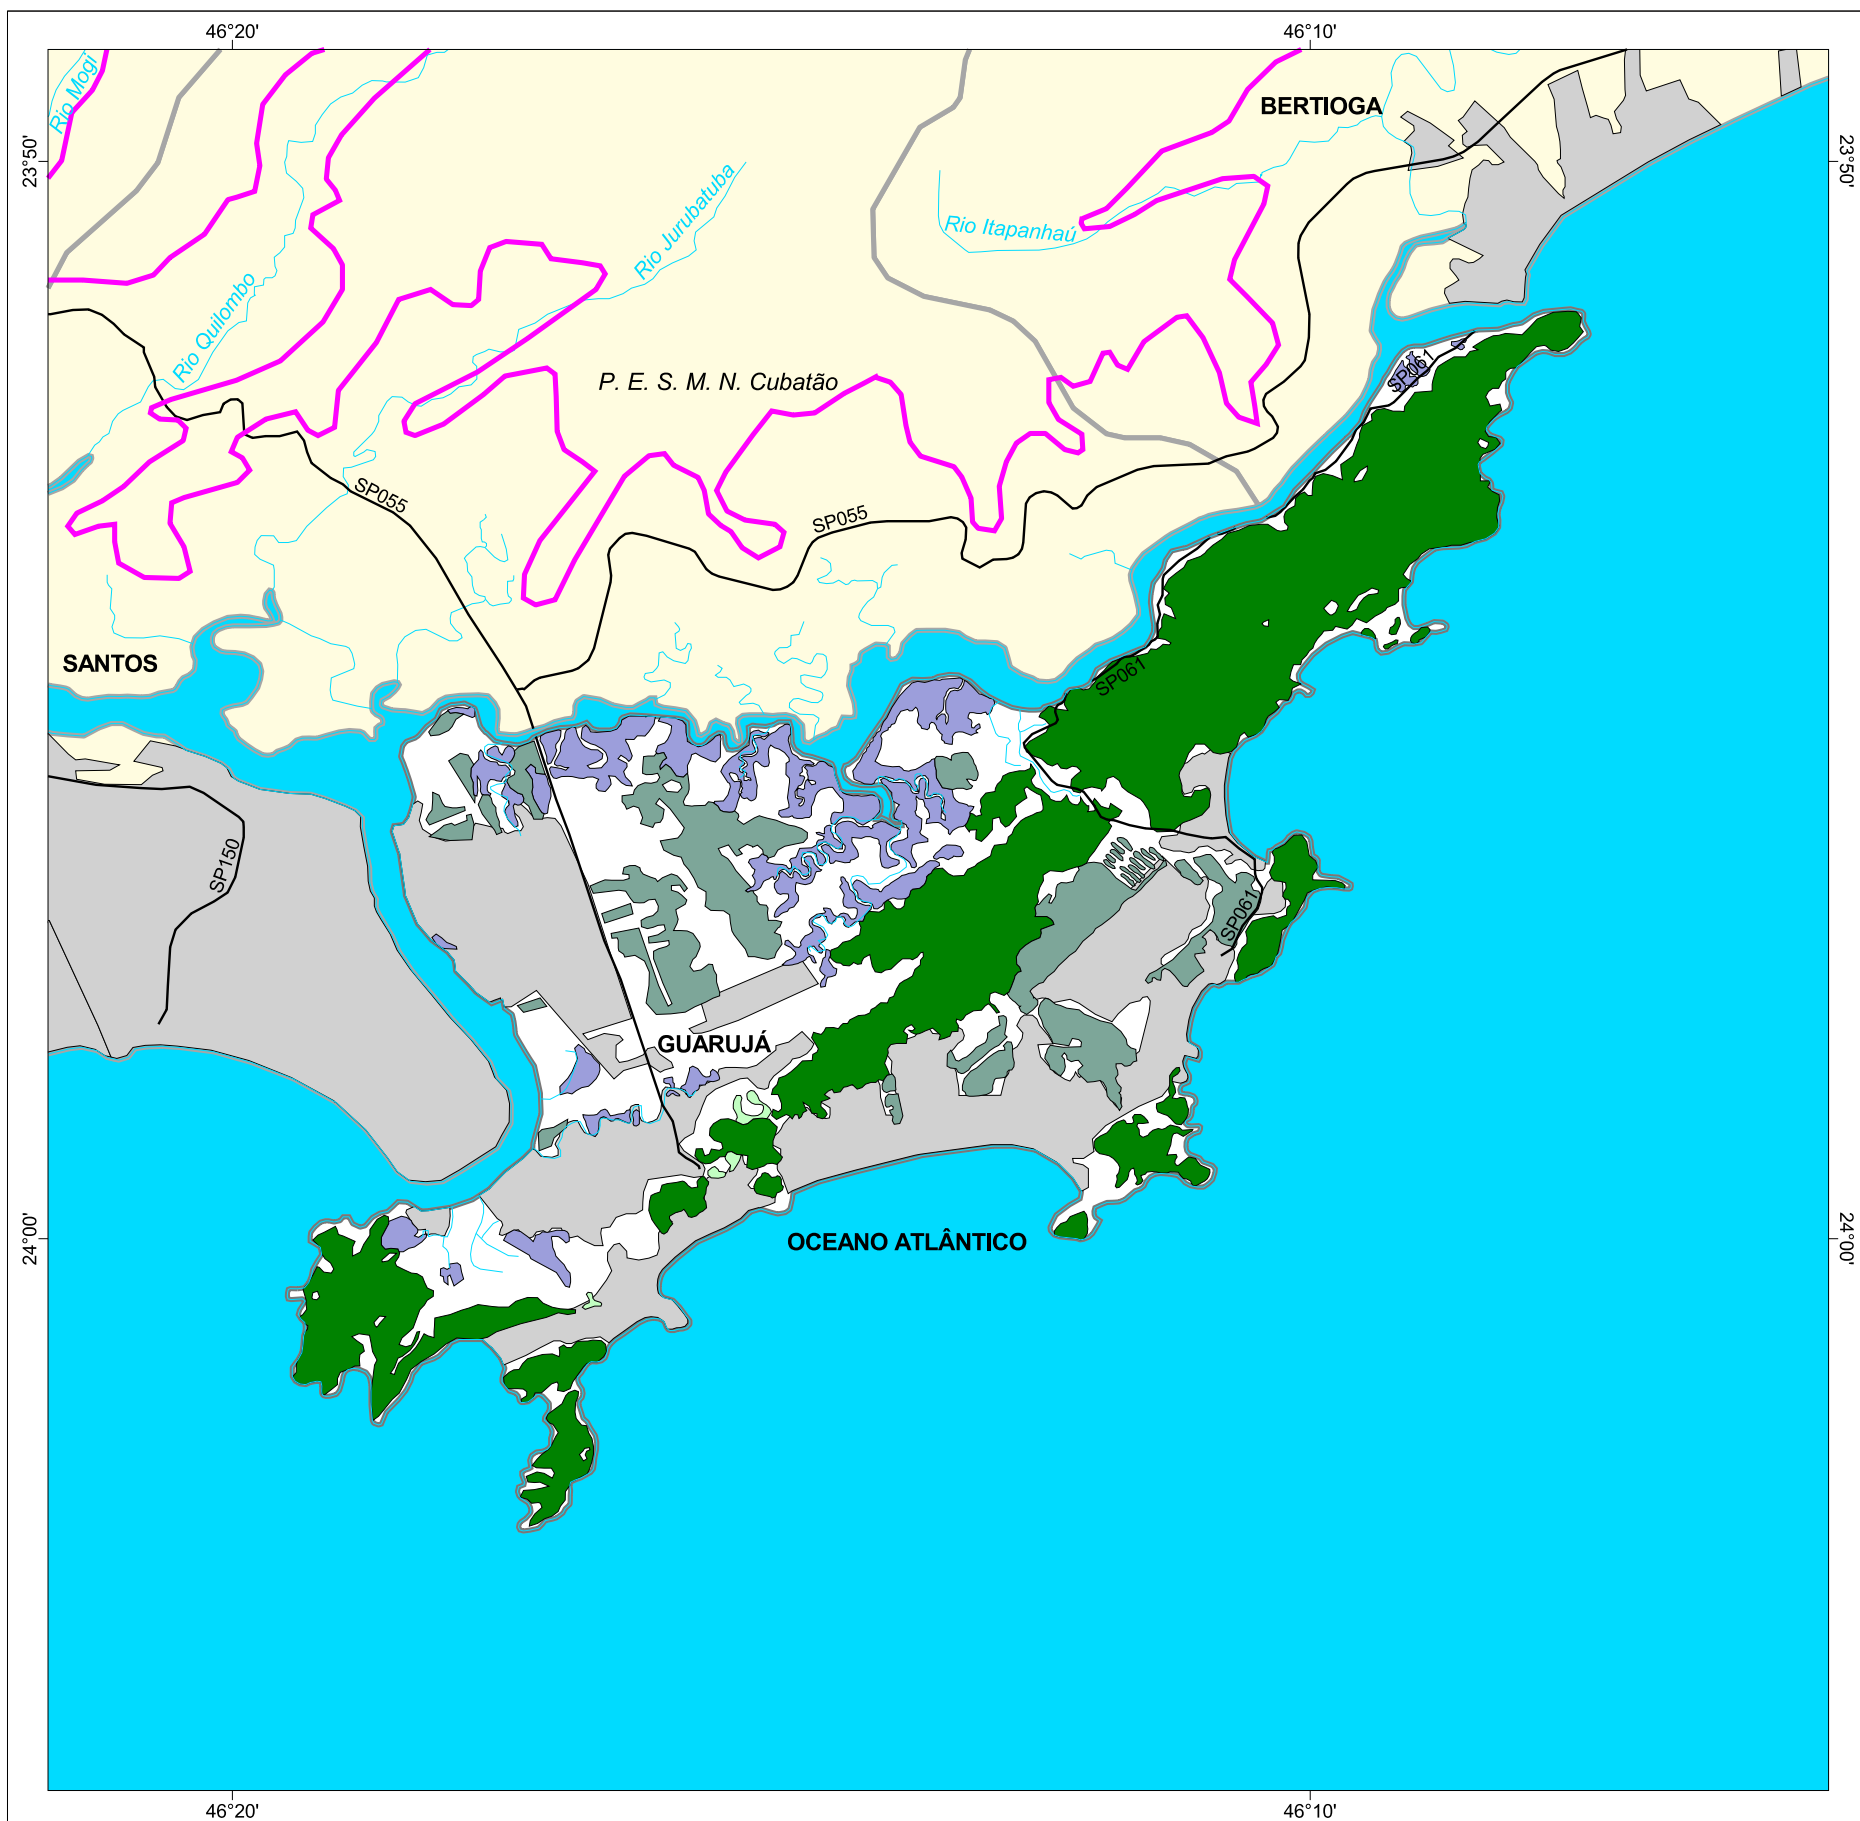 46°20'
46°10'
Rio Mogi
BERTIOGA
23°50'
23°50'
Rio Jurubatuba
Rio Itapanhaú
Rio Quilombo
P. E. S. M. N. Cubatão
SP061
SP055
SP055
SANTOS
SP061
SP150
SP061
GUARUJÁ
24°00'
OCEANO ATLÂNTICO
24°00'
46°20'
46°10'